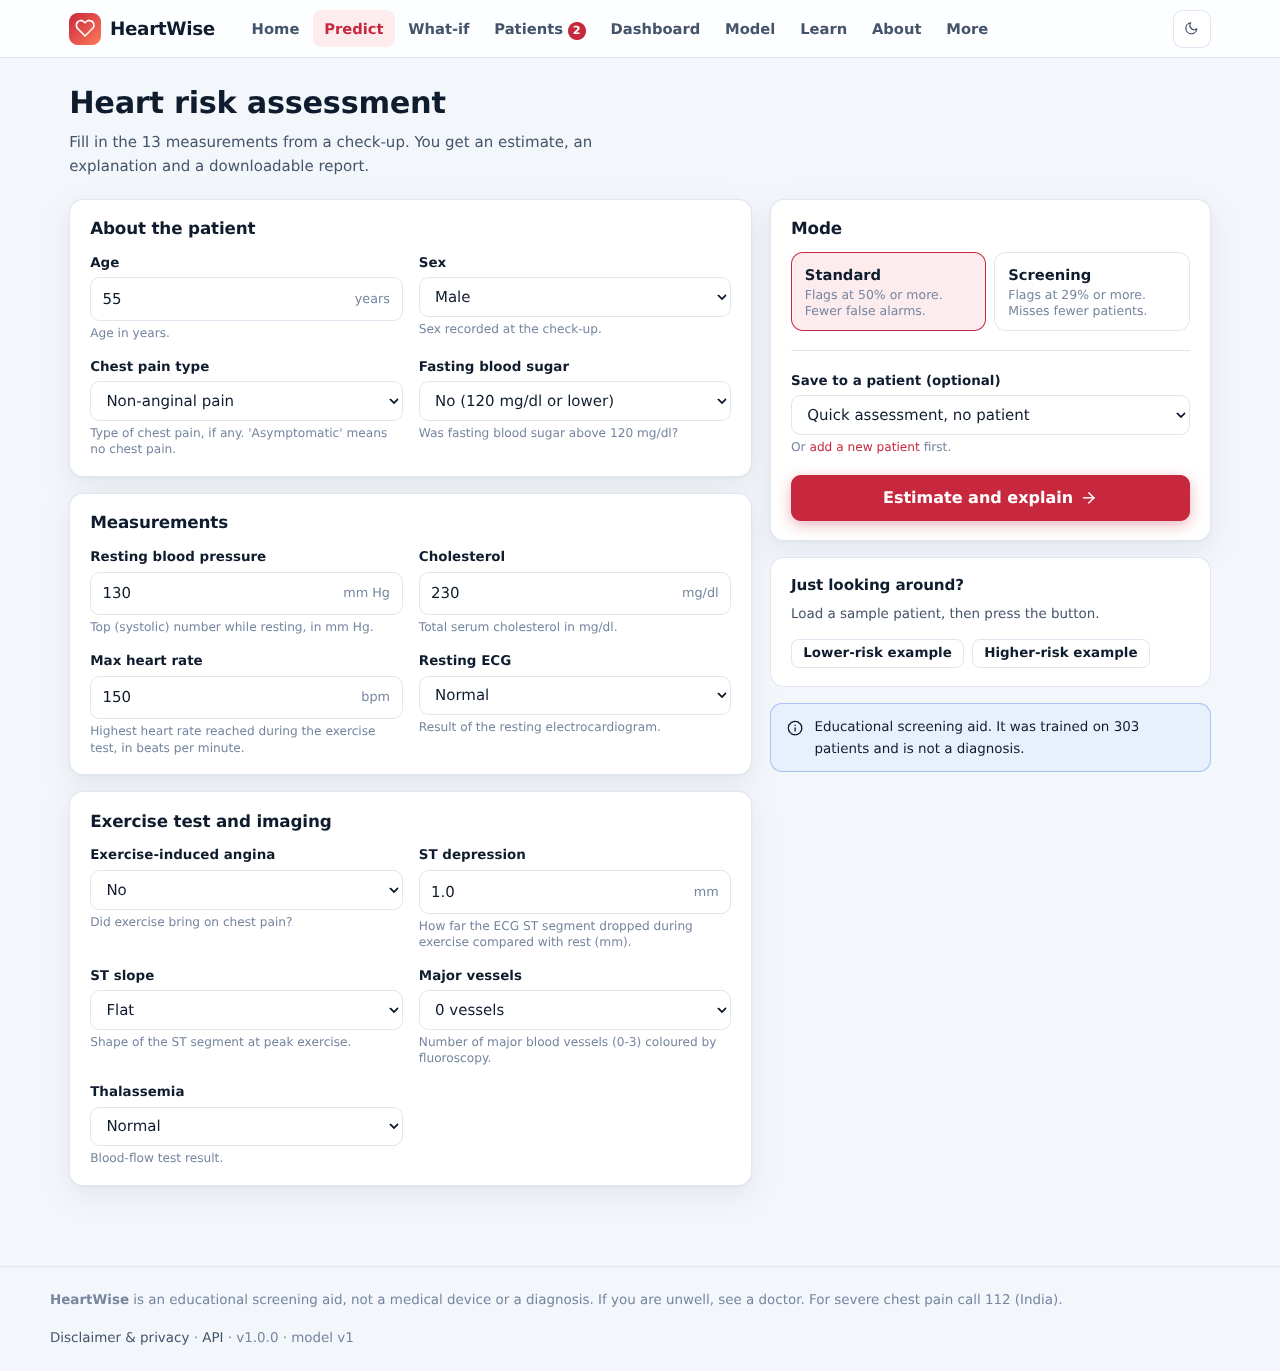 HeartWise
Home
Predict
What-if
Patients 2
Dashboard
Model
Learn
About
More
Heart risk assessment
Fill in the 13 measurements from a check-up. You get an estimate, an
explanation and a downloadable report.
About the patient
Age
55 years
Age in years.
Sex
Male
Sex recorded at the check-up.
Chest pain type
Non-anginal pain
Type of chest pain, if any. 'Asymptomatic' means
no chest pain.
Fasting blood sugar
No (120 mg/dl or lower)
Was fasting blood sugar above 120 mg/dl?
Measurements
Resting blood pressure
130 mm Hg
Top (systolic) number while resting, in mm Hg.
Cholesterol
230 mg/dl
Total serum cholesterol in mg/dl.
Max heart rate
150 bpm
Highest heart rate reached during the exercise
test, in beats per minute.
Resting ECG
Normal
Result of the resting electrocardiogram.
Exercise test and imaging
Exercise-induced angina
No
Did exercise bring on chest pain?
ST depression
1.0 mm
How far the ECG ST segment dropped during
exercise compared with rest (mm).
ST slope
Flat
Shape of the ST segment at peak exercise.
Major vessels
0 vessels
Number of major blood vessels (0-3) coloured by
fluoroscopy.
Thalassemia
Normal
Blood-flow test result.
Mode
Standard
Flags at 50% or more.
Fewer false alarms.
Screening
Flags at 29% or more.
Misses fewer patients.
Save to a patient (optional)
Quick assessment, no patient
Or add a new patient first.
Estimate and explain →
Just looking around?
Load a sample patient, then press the button.
Lower-risk example
Higher-risk example
Educational screening aid. It was trained on 303
patients and is not a diagnosis.
HeartWise is an educational screening aid, not a medical device or a diagnosis. If you are unwell, see a doctor. For severe chest pain call 112 (India).
Disclaimer & privacy · API · v1.0.0 · model v1